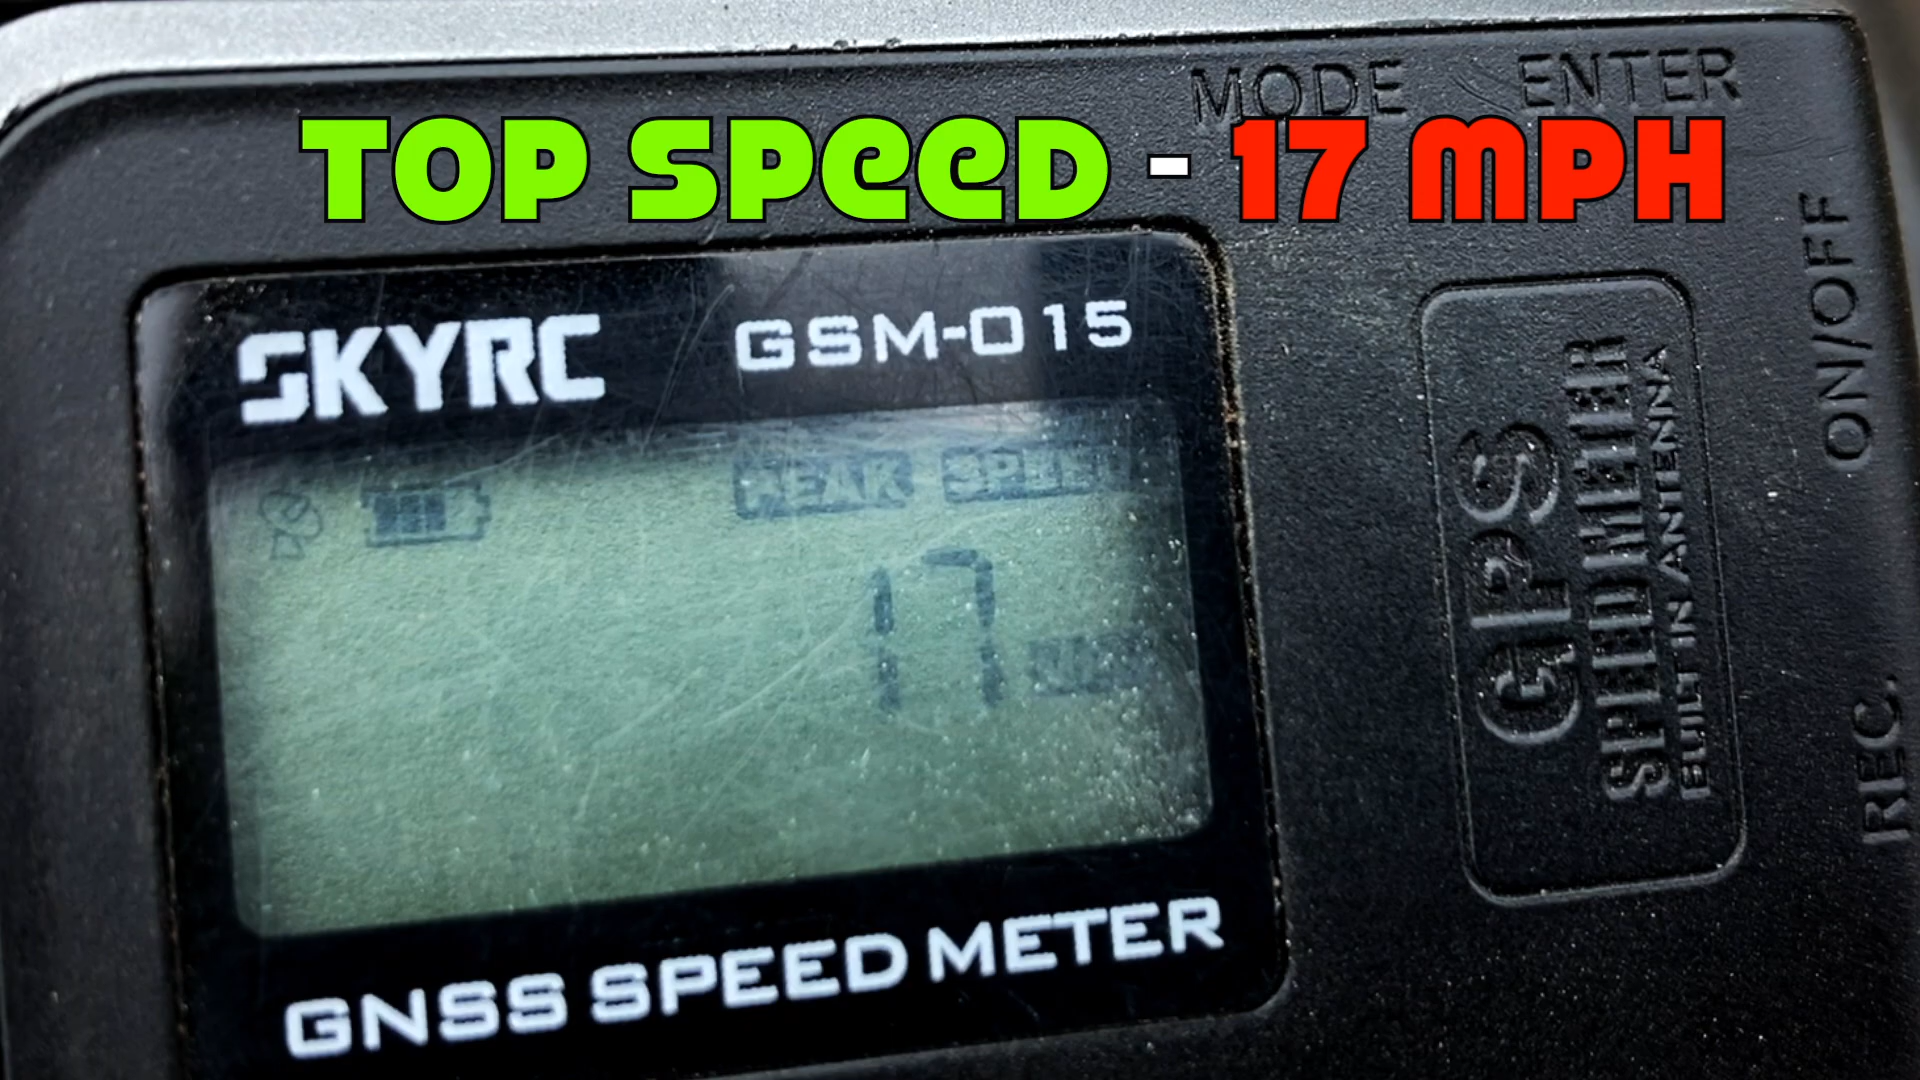 MODE ENTER
TOP SPEED - 17 MPH
SKYRC GSM-015
PEAK SPEED
17
GNSS SPEED METER
GPS
SPEED METER
BUILT IN ANTENNA
ON/OFF
REC.